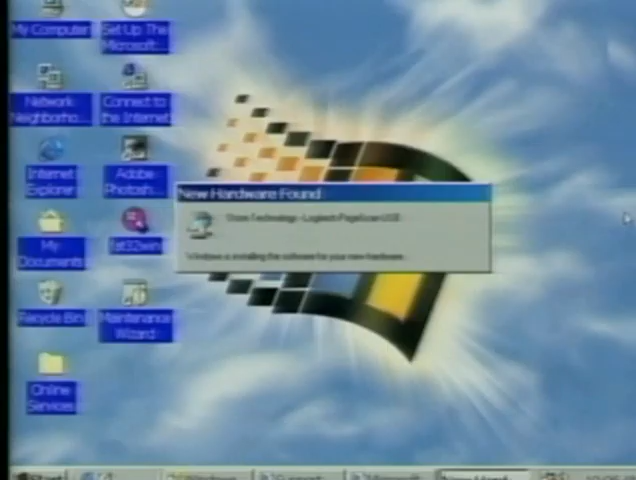 My Computer
Set Up The
Microsoft...
Network
Neighborho...
Connect to
the Internet
Internet
Explorer
Adobe
Photosh...
New Hardware Found
Windows is installing the software for your new hardware.
My
Documents
fat32win
Recycle Bin
Maintenance
Wizard
Online
Services
Start